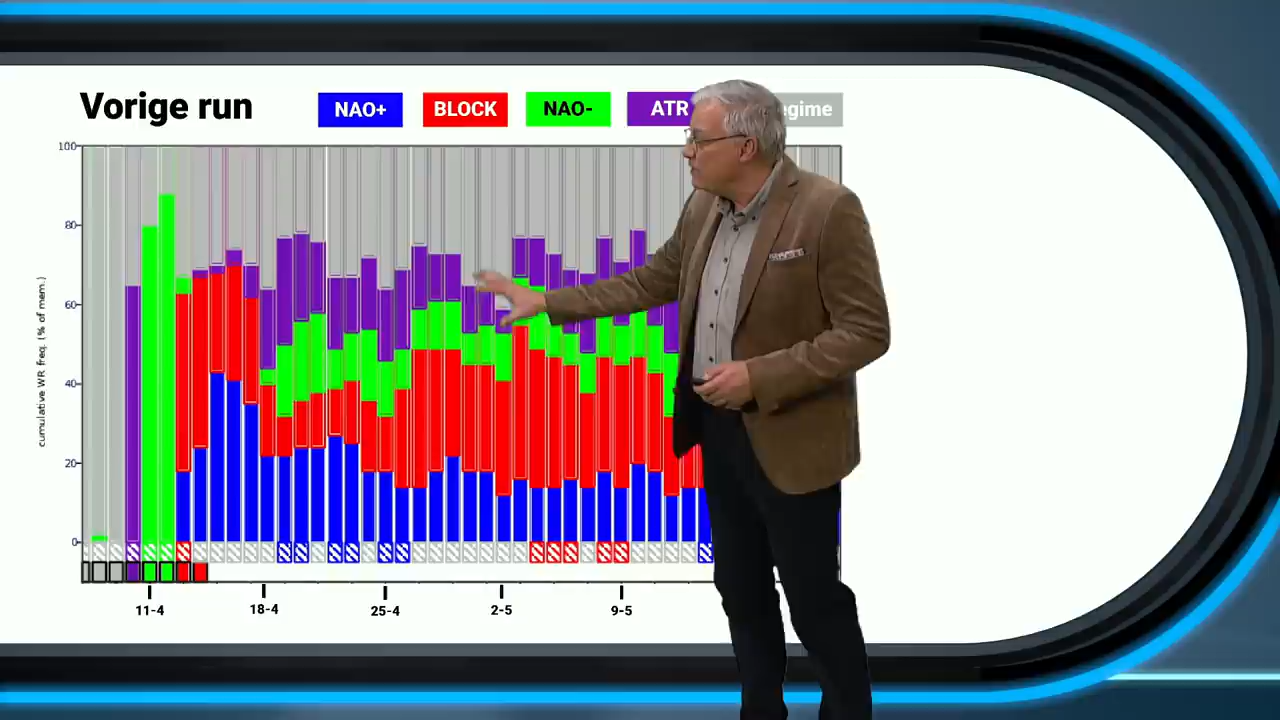 Vorige run
NAO+
BLOCK
NAO-
ATR
100
80
60
40
20
0
cumulative WR freq. (% of mem.)
11-4
18-4
25-4
2-5
9-5